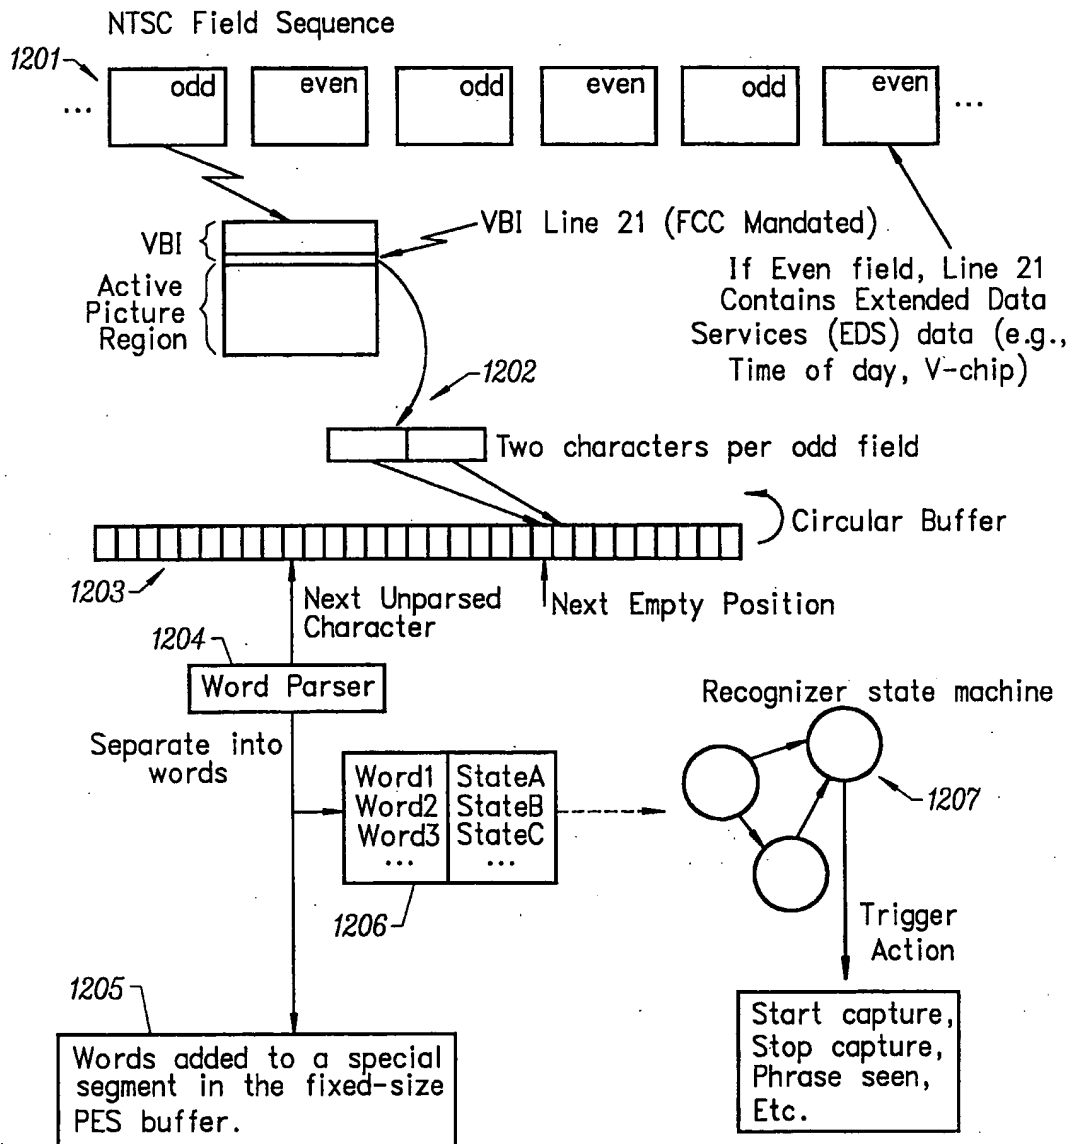 NTSC Field Sequence
1201
... odd even odd even odd even ...
VBI
VBI Line 21 (FCC Mandated)
Active
Picture
Region
If Even field, Line 21
Contains Extended Data
Services (EDS) data (e.g.,
Time of day, V-chip)
1202
Two characters per odd field
Circular Buffer
1203
Next Unparsed
Character
Next Empty Position
1204
Word Parser
Separate into
words
Word1 StateA
Word2 StateB
Word3 StateC
... ...
1206
Recognizer state machine
1207
Trigger
Action
1205
Words added to a special
segment in the fixed-size
PES buffer.
Start capture,
Stop capture,
Phrase seen,
Etc.